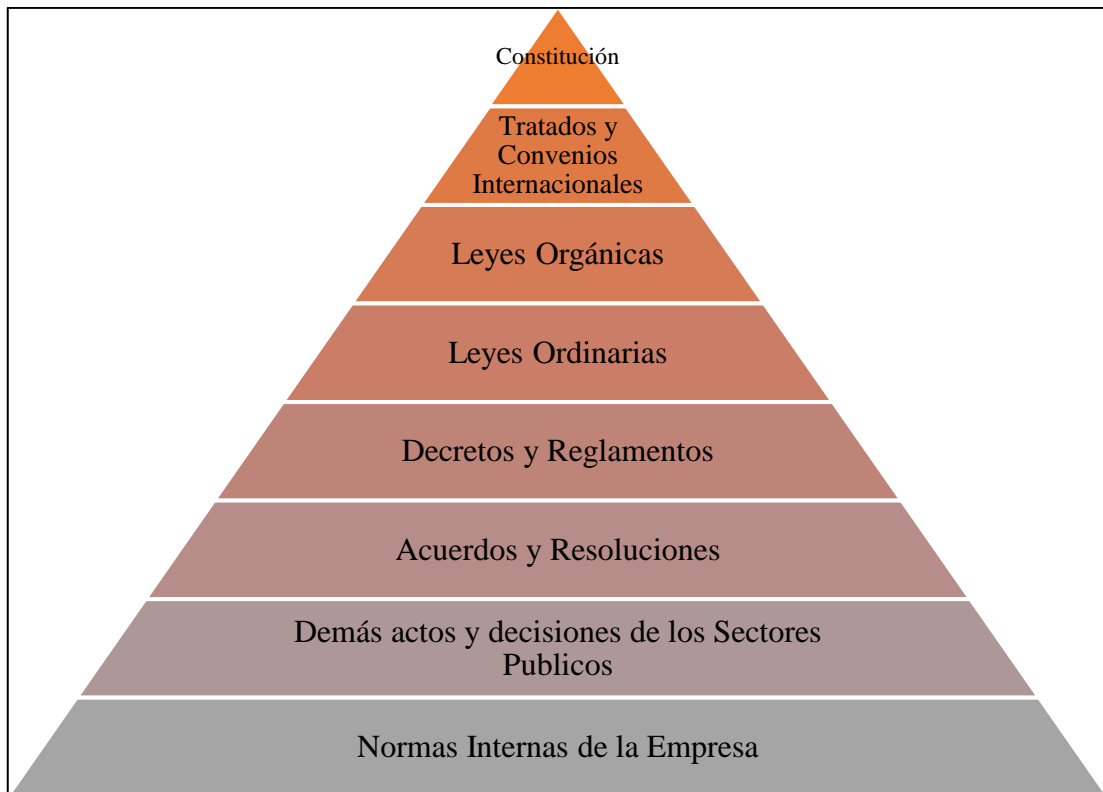 Constitución
Tratados y
Convenios
Internacionales
Leyes Orgánicas
Leyes Ordinarias
Decretos y Reglamentos
Acuerdos y Resoluciones
Demás actos y decisiones de los Sectores
Publicos
Normas Internas de la Empresa